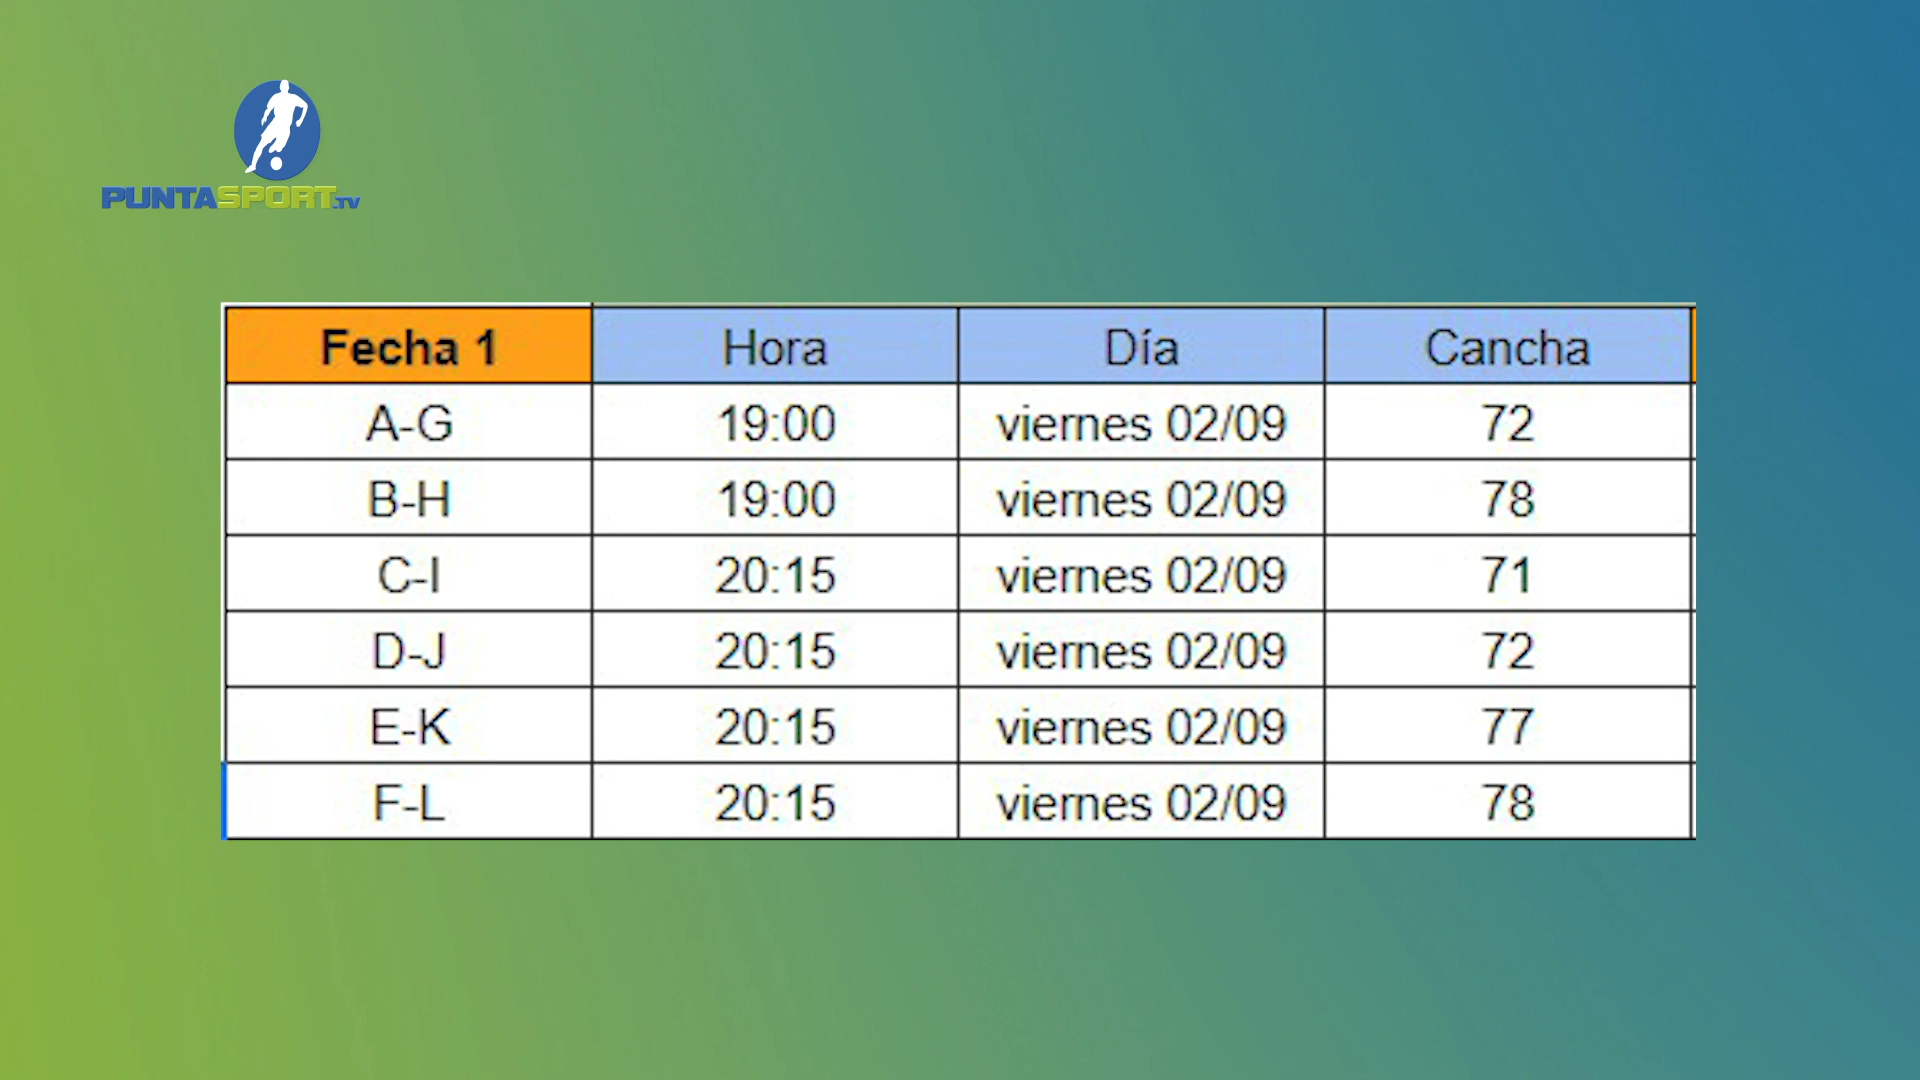 PUNTASPORT.TV
Fecha 1 Hora Día Cancha
A-G 19:00 viernes 02/09 72
B-H 19:00 viernes 02/09 78
C-I 20:15 viernes 02/09 71
D-J 20:15 viernes 02/09 72
E-K 20:15 viernes 02/09 77
F-L 20:15 viernes 02/09 78